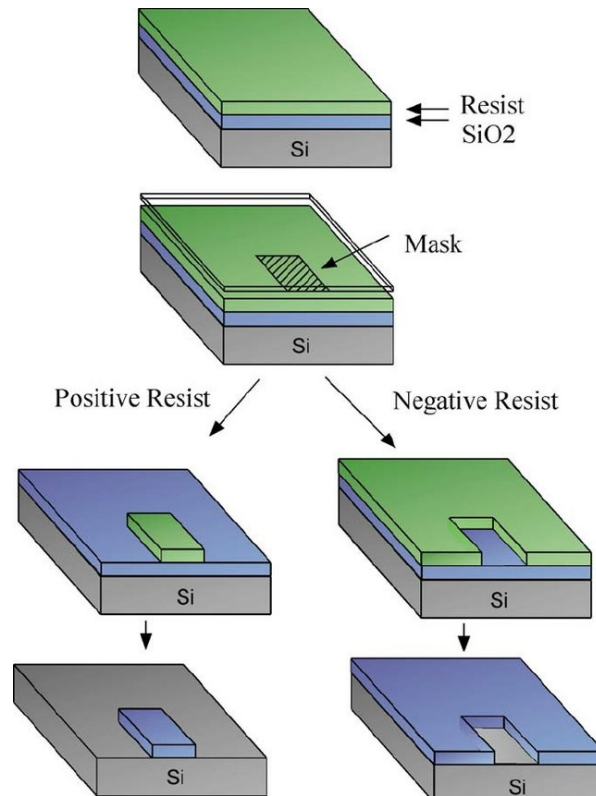 Resist
SiO2
Si
Mask
Si
Positive Resist
Negative Resist
Si
Si
Si
Si